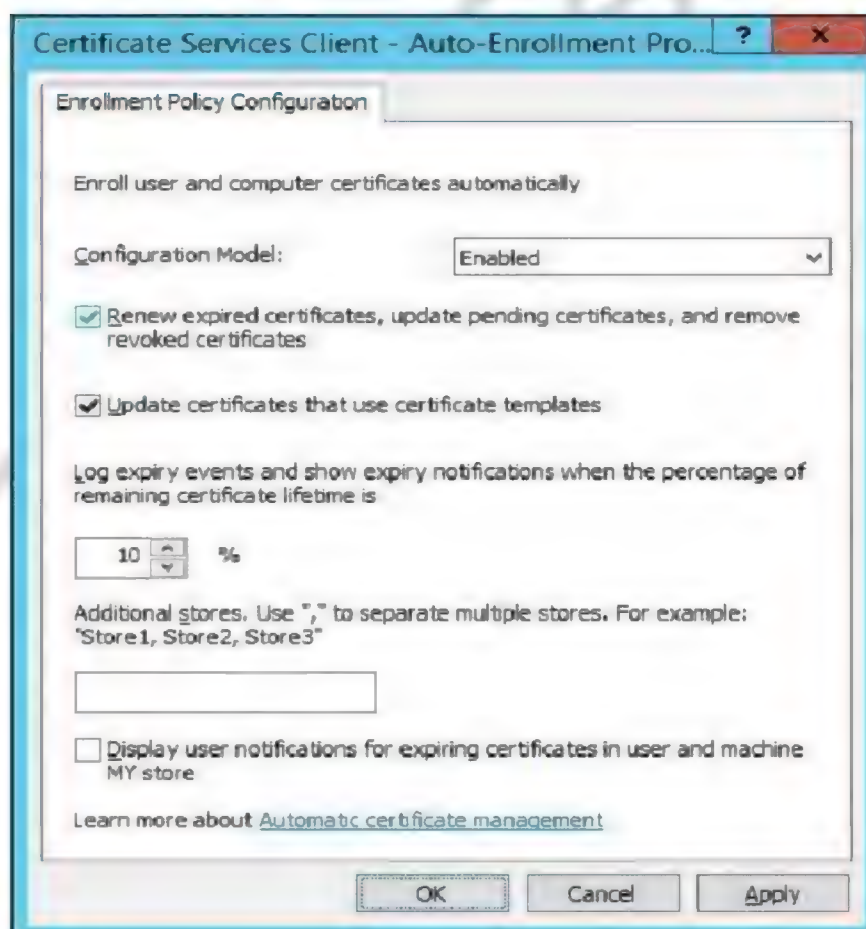 Certificate Services Client - Auto-Enrollment Pro...
?
x
Enrollment Policy Configuration
Enroll user and computer certificates automatically
Configuration Model:
Enabled
Renew expired certificates, update pending certificates, and remove
revoked certificates
Update certificates that use certificate templates
Log expiry events and show expiry notifications when the percentage of
remaining certificate lifetime is
10 %
Additional stores. Use "," to separate multiple stores. For example:
"Store1, Store2, Store3"
Display user notifications for expiring certificates in user and machine
MY store
Learn more about Automatic certificate management
OK
Cancel
Apply